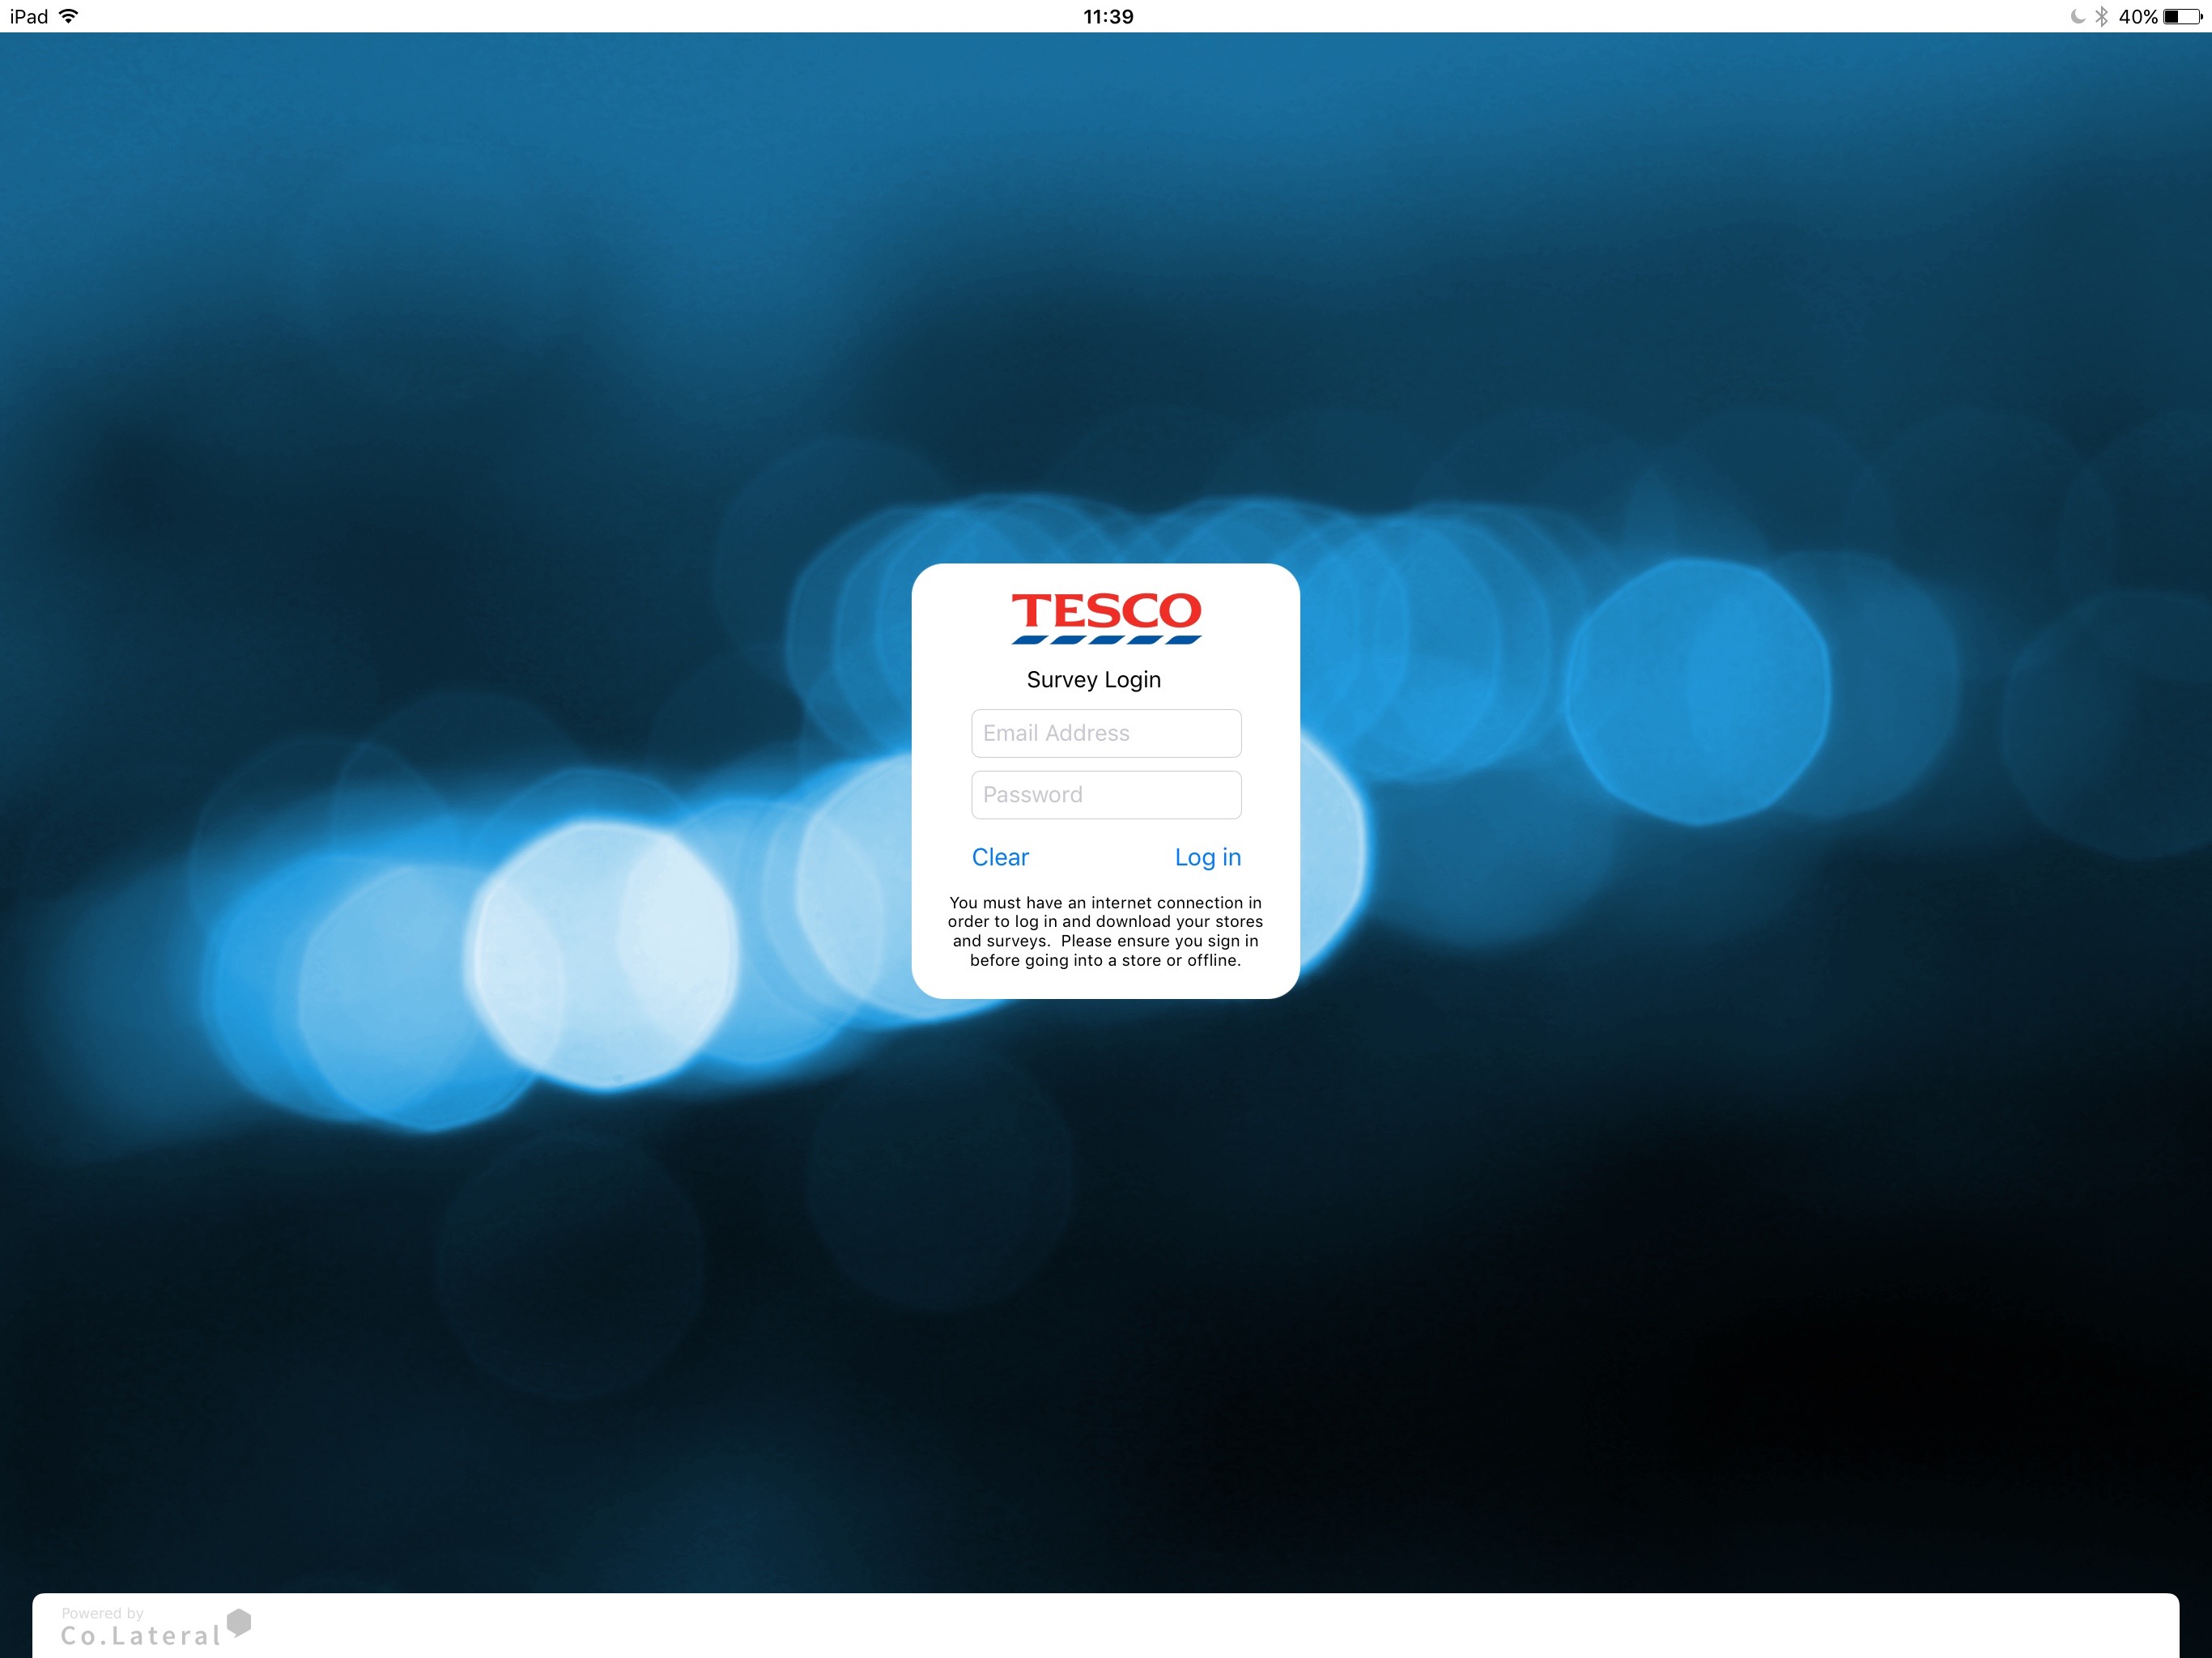 iPad 11:39 40%
TESCO
Survey Login
Email Address
Password
Clear Log in
You must have an internet connection in
order to log in and download your stores
and surveys.  Please ensure you sign in
before going into a store or offline.
Powered by
Co.Lateral